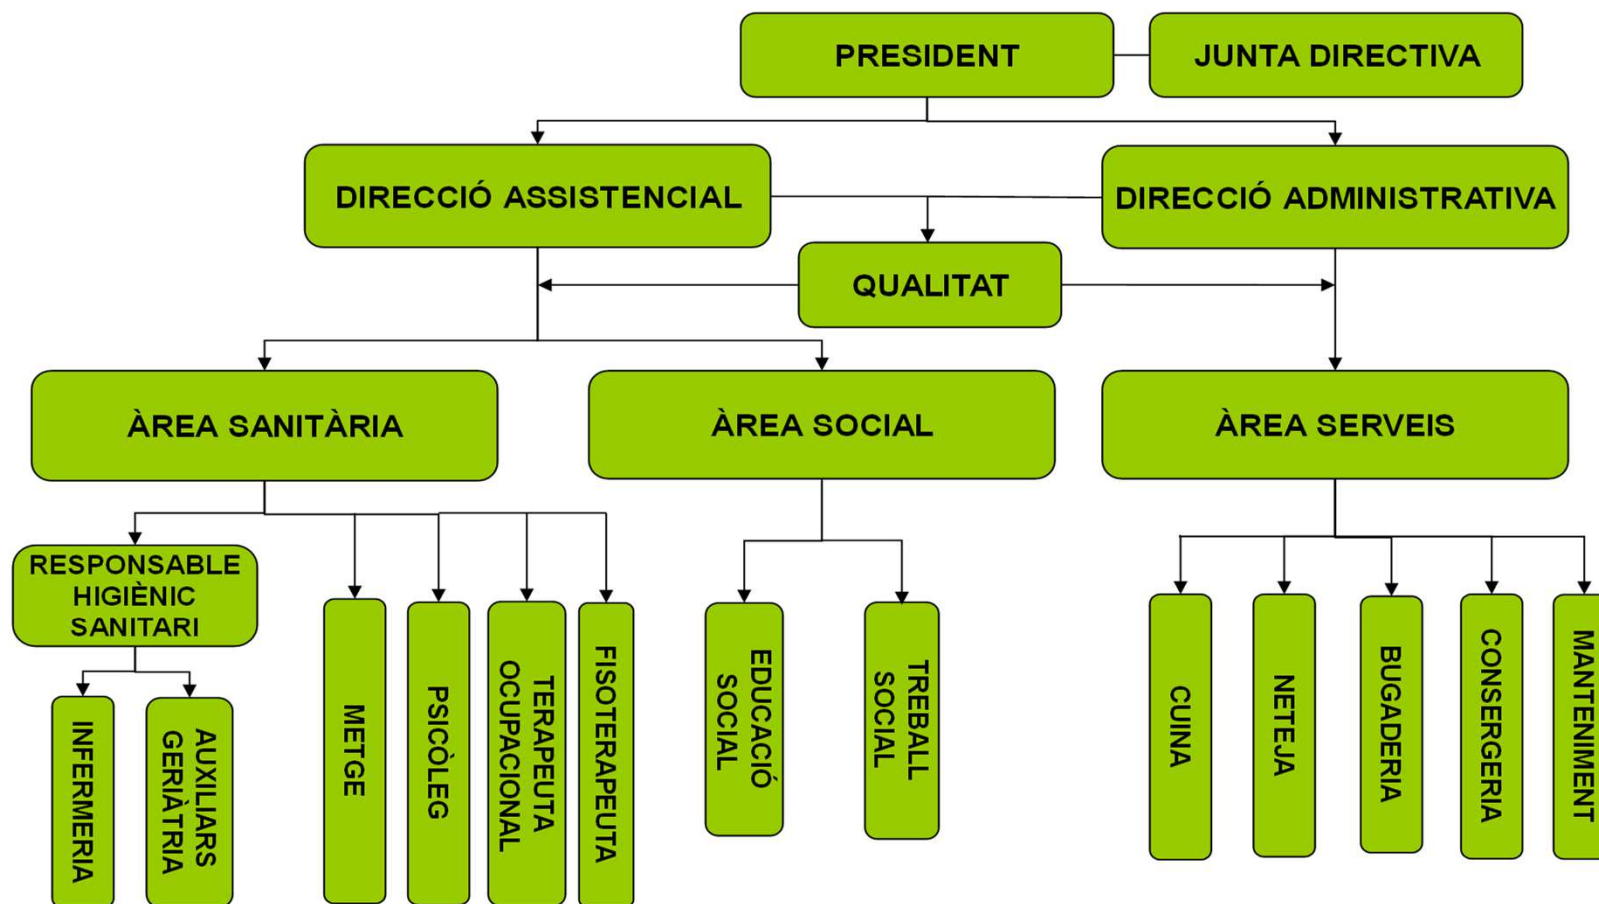 PRESIDENT
JUNTA DIRECTIVA
DIRECCIÓ ASSISTENCIAL
DIRECCIÓ ADMINISTRATIVA
QUALITAT
ÀREA SANITÀRIA
ÀREA SOCIAL
ÀREA SERVEIS
RESPONSABLE
HIGIÈNIC
SANITARI
INFERMERIA
AUXILIARS
GERIÀTRIA
METGE
PSICÒLEG
TERAPEUTA
OCUPACIONAL
FISOTERAPEUTA
EDUCACIÓ
SOCIAL
TREBALL
SOCIAL
CUINA
NETEJA
BUGADERIA
CONSERGERIA
MANTENIMENT